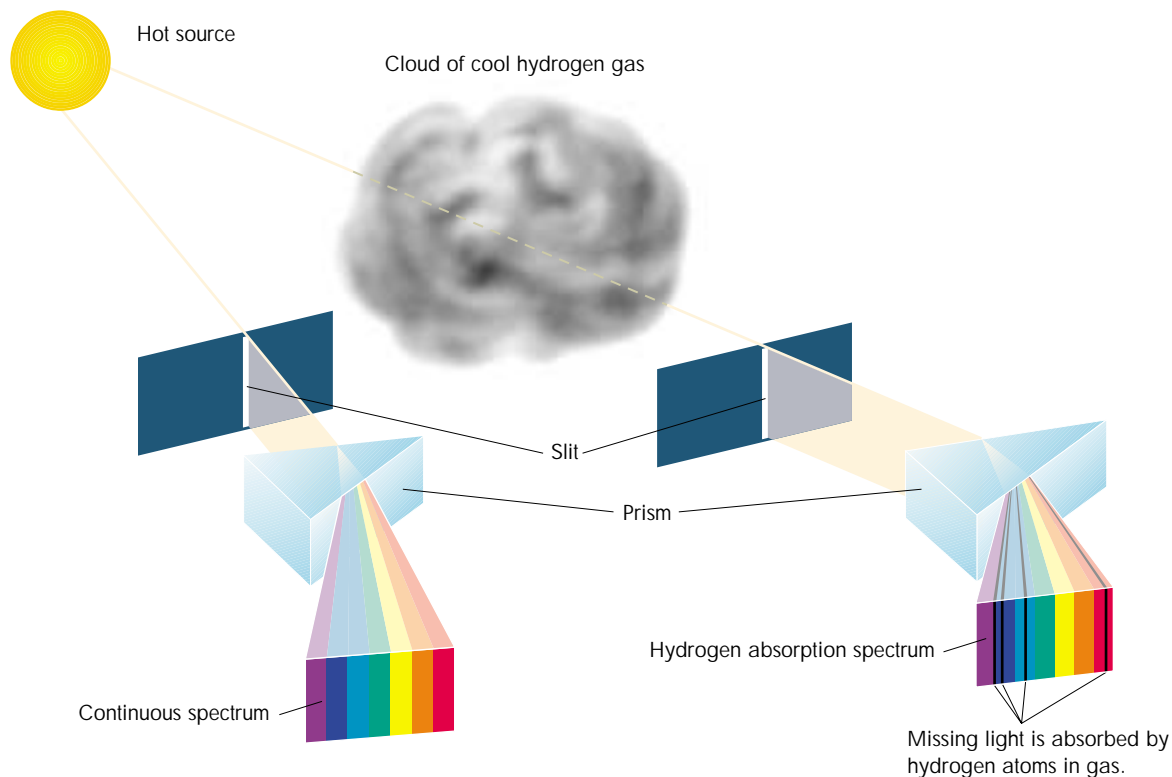 Hot source
Cloud of cool hydrogen gas
Slit
Prism
Hydrogen absorption spectrum
Continuous spectrum
Missing light is absorbed by
hydrogen atoms in gas.